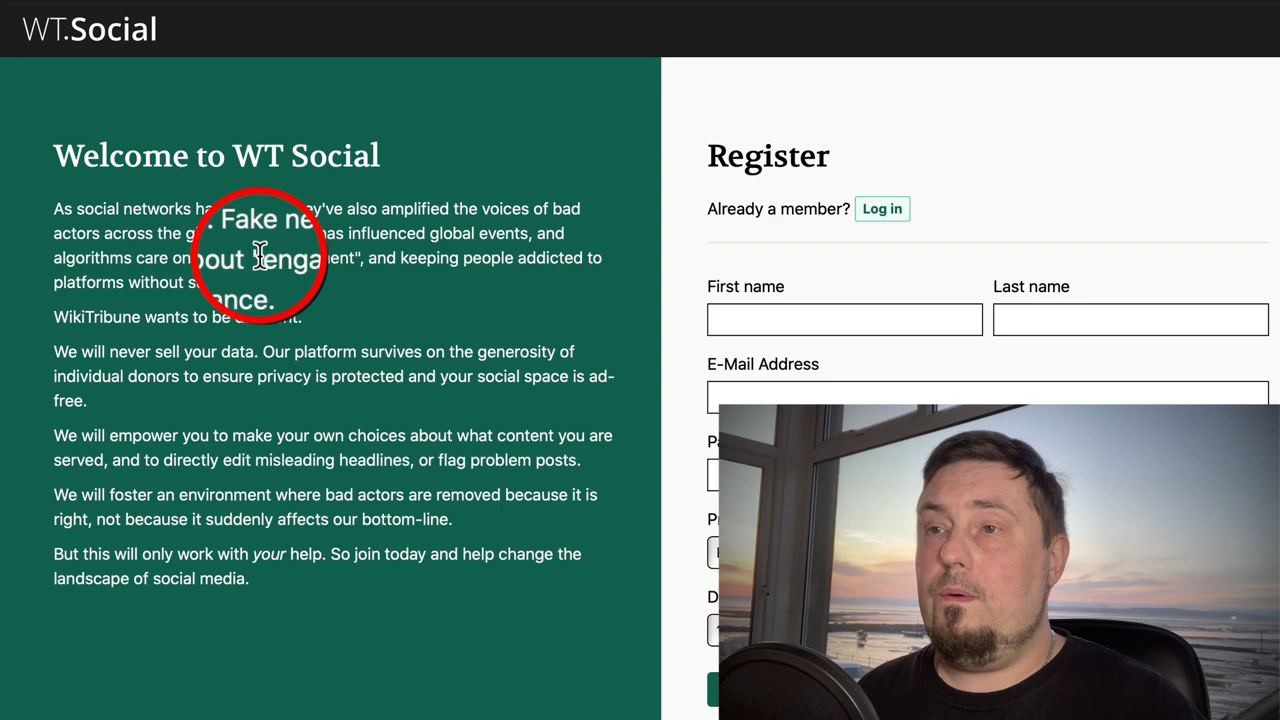 WT.Social
Welcome to WT Social
As social networks ey've also amplified the voices of bad
. Fake ne
actors across the has influenced global events, and
bout "enga
algorithms care on ent", and keeping people addicted to
platforms without ance.
WikiTribune wants to be
We will never sell your data. Our platform survives on the generosity of
individual donors to ensure privacy is protected and your social space is ad-
free.
We will empower you to make your own choices about what content you are
served, and to directly edit misleading headlines, or flag problem posts.
We will foster an environment where bad actors are removed because it is
right, not because it suddenly affects our bottom-line.
But this will only work with your help. So join today and help change the
landscape of social media.
Register
Already a member? Log in
First name Last name
E-Mail Address